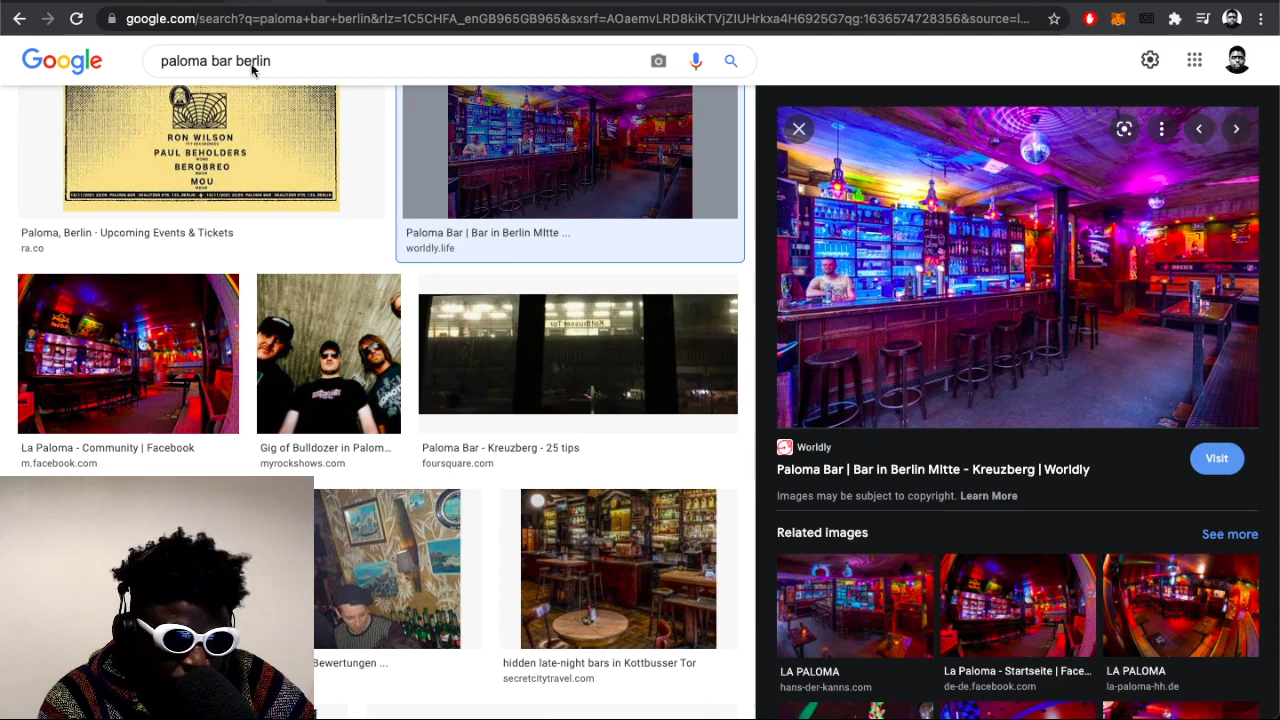 google.com/search?q=paloma+bar+berlin&rlz=1C5CHFA_enGB965GB965&sxsrf=AOaemvLRD8kiKTVjZIUHrkxa4H6925G7qg:1636574728356&source=l...
Google
paloma bar berlin
RON WILSON
PAUL BEHOLDERS
BEROBREO
MOU
Paloma, Berlin · Upcoming Events & Tickets
ra.co
Paloma Bar | Bar in Berlin MItte ...
worldly.life
La Paloma - Community | Facebook
m.facebook.com
Gig of Bulldozer in Palom...
myrockshows.com
Kottbusser Tor
Paloma Bar - Kreuzberg - 25 tips
foursquare.com
Bewertungen ...
hidden late-night bars in Kottbusser Tor
secretcitytravel.com
BECK'S
Worldly
Paloma Bar | Bar in Berlin MItte - Kreuzberg | Worldly
Visit
Images may be subject to copyright. Learn More
Related images
See more
LA PALOMA
hans-der-kanns.com
La Paloma - Startseite | Face...
de-de.facebook.com
LA PALOMA
la-paloma-hh.de